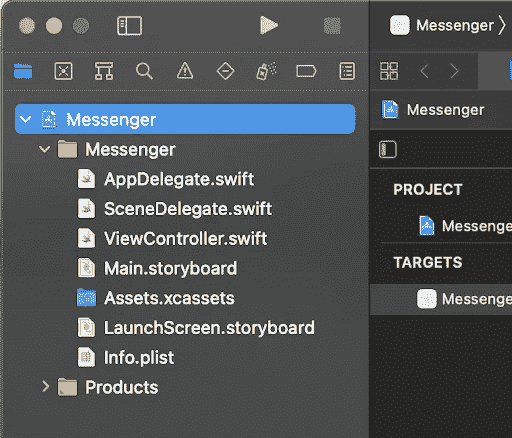 Messenger
Messenger
Messenger
Messenger
AppDelegate.swift
SceneDelegate.swift
ViewController.swift
Main.storyboard
Assets.xcassets
LaunchScreen.storyboard
Info.plist
Products
Messenger
PROJECT
Messenge
TARGETS
Messenge